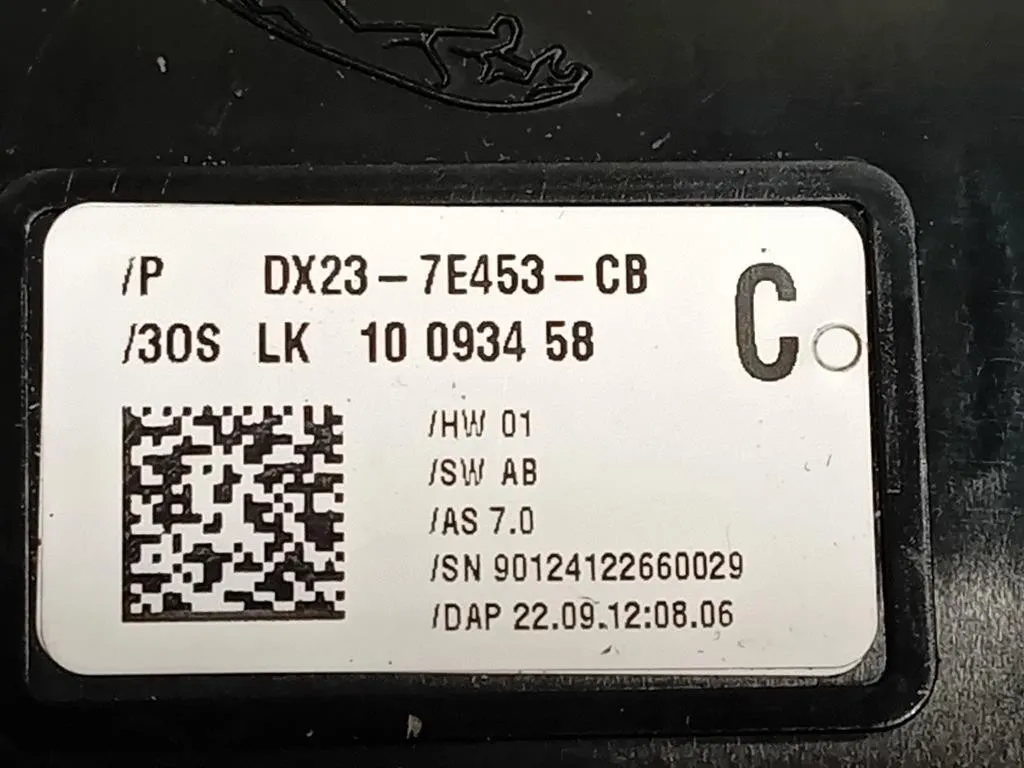 /P DX23-7E453-CB
/3OS LK 10 0934 58
C
/HW 01
/SW AB
/AS 7.0
/SN 90124122660029
/DAP 22.09.12:08.06